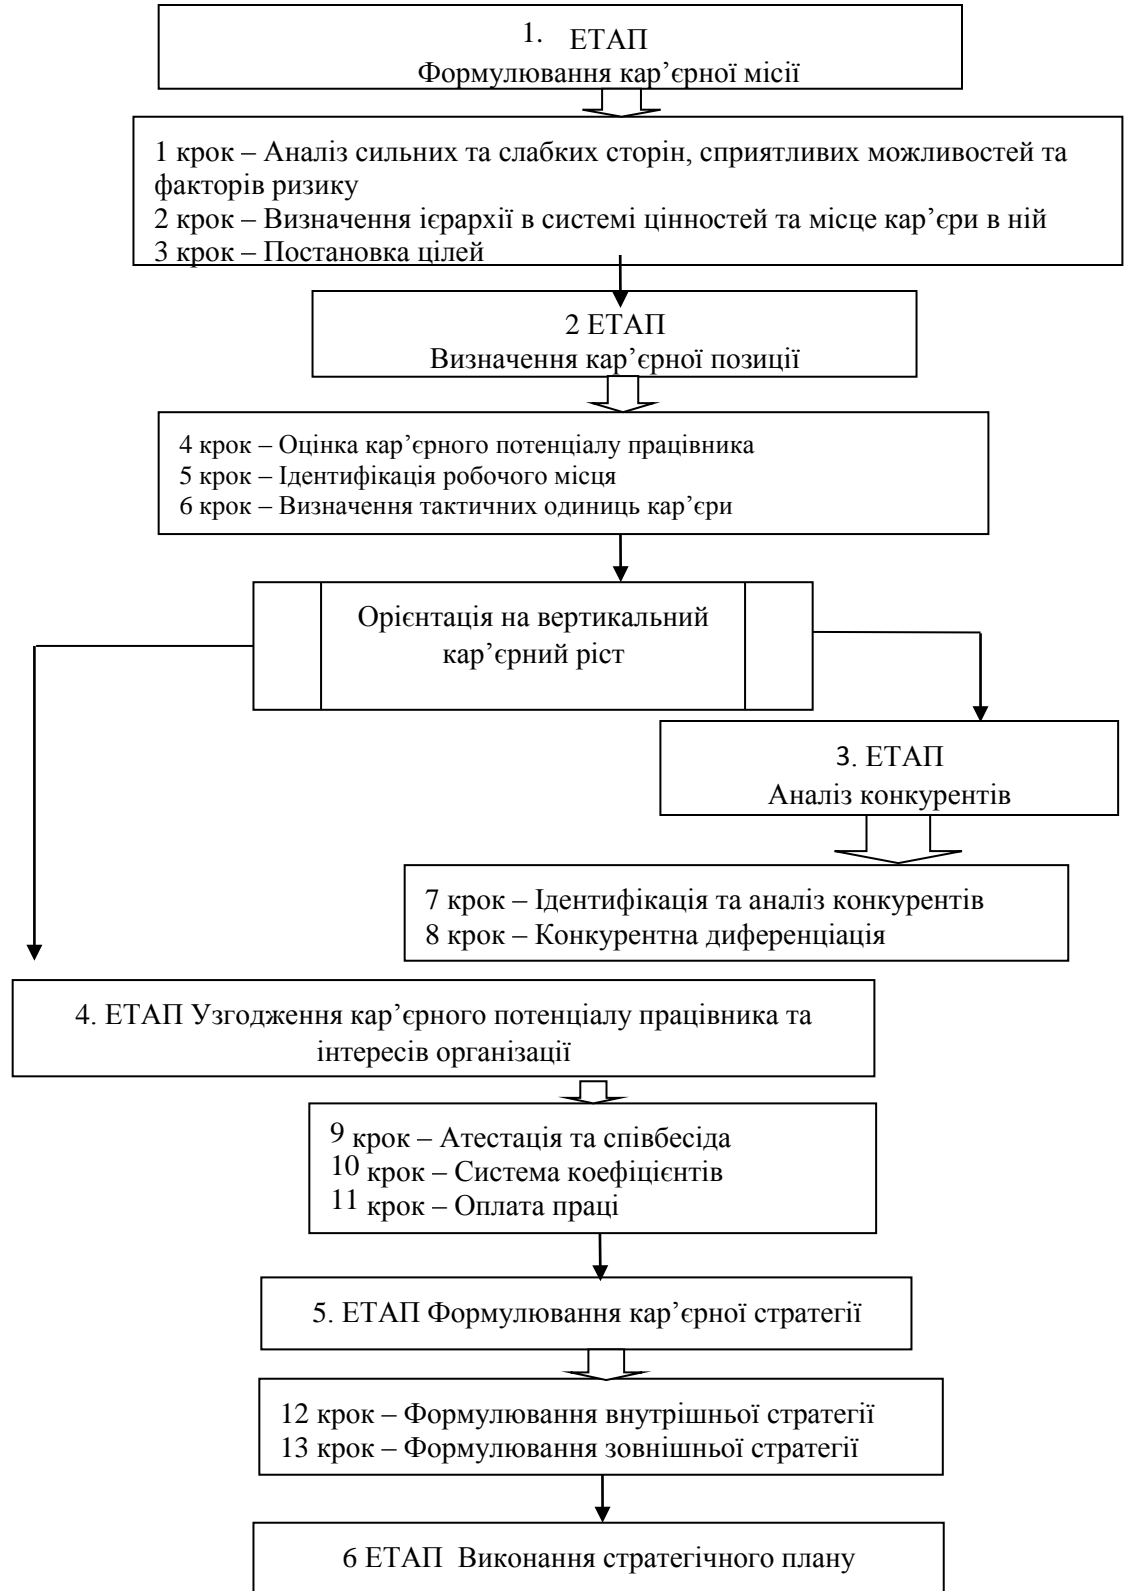 1. ЕТАП
Формулювання кар’єрної місії
1 крок – Аналіз сильних та слабких сторін, сприятливих можливостей та
факторів ризику
2 крок – Визначення ієрархії в системі цінностей та місце кар’єри в ній
3 крок – Постановка цілей
2 ЕТАП
Визначення кар’єрної позиції
4 крок – Оцінка кар’єрного потенціалу працівника
5 крок – Ідентифікація робочого місця
6 крок – Визначення тактичних одиниць кар’єри
Орієнтація на вертикальний
кар’єрний ріст
3. ЕТАП
Аналіз конкурентів
7 крок – Ідентифікація та аналіз конкурентів
8 крок – Конкурентна диференціація
4. ЕТАП Узгодження кар’єрного потенціалу працівника та
інтересів організації
9 крок – Атестація та співбесіда
10 крок – Система коефіцієнтів
11 крок – Оплата праці
5. ЕТАП Формулювання кар’єрної стратегії
12 крок – Формулювання внутрішньої стратегії
13 крок – Формулювання зовнішньої стратегії
6 ЕТАП Виконання стратегічного плану